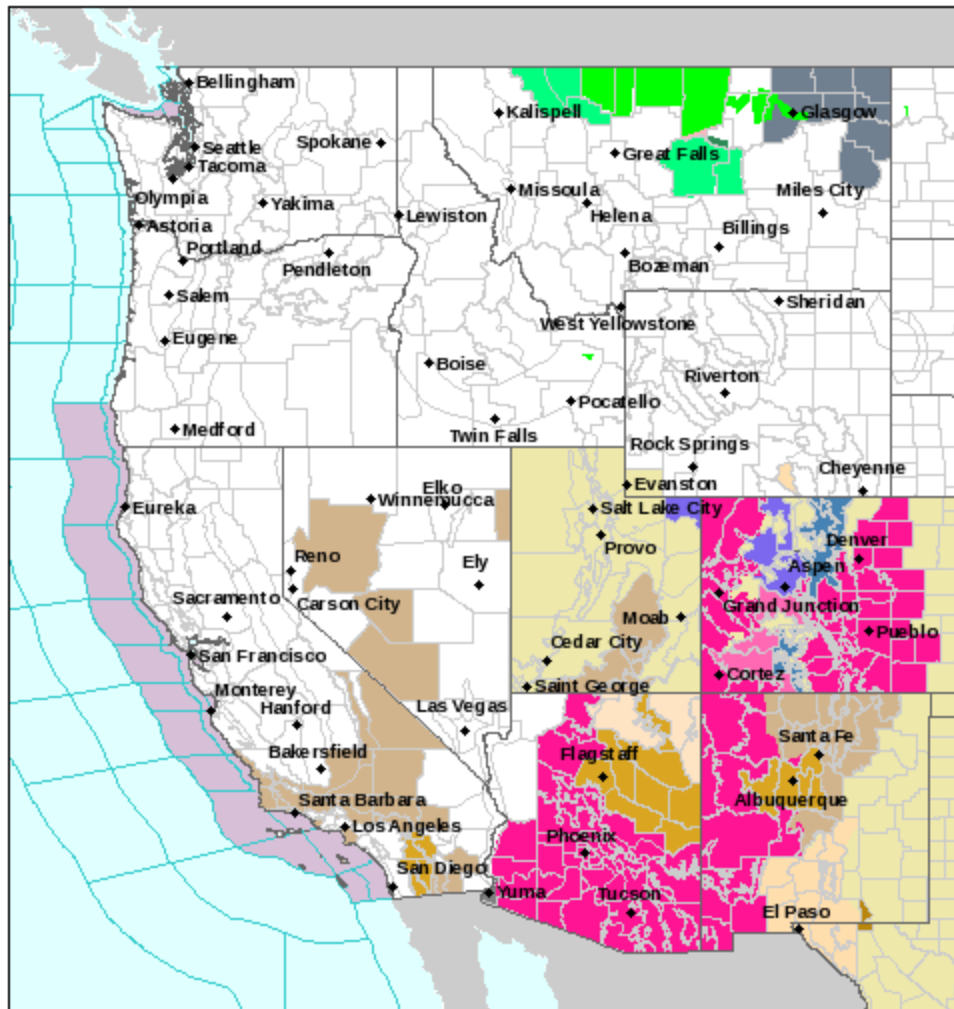 Bellingham
Kalispell
Glasgow
Seattle
Spokane
Great Falls
Tacoma
Olympia
Yakima
Missoula
Miles City
Lewiston
Helena
Astoria
Billings
Portland
Pendleton
Bozeman
Salem
Sheridan
West Yellowstone
Eugene
Boise
Riverton
Pocatello
Medford
Twin Falls
Rock Springs
Cheyenne
Elko
Evanston
Winnemucca
Eureka
Salt Lake City
Provo
Denver
Reno
Ely
Aspen
Sacramento
Carson City
Grand Junction
Moab
Pueblo
Cedar City
San Francisco
Cortez
Monterey
Saint George
Hanford
Las Vegas
Santa Fe
Bakersfield
Flagstaff
Santa Barbara
Albuquerque
Los Angeles
Phoenix
San Diego
Yuma
Tucson
El Paso